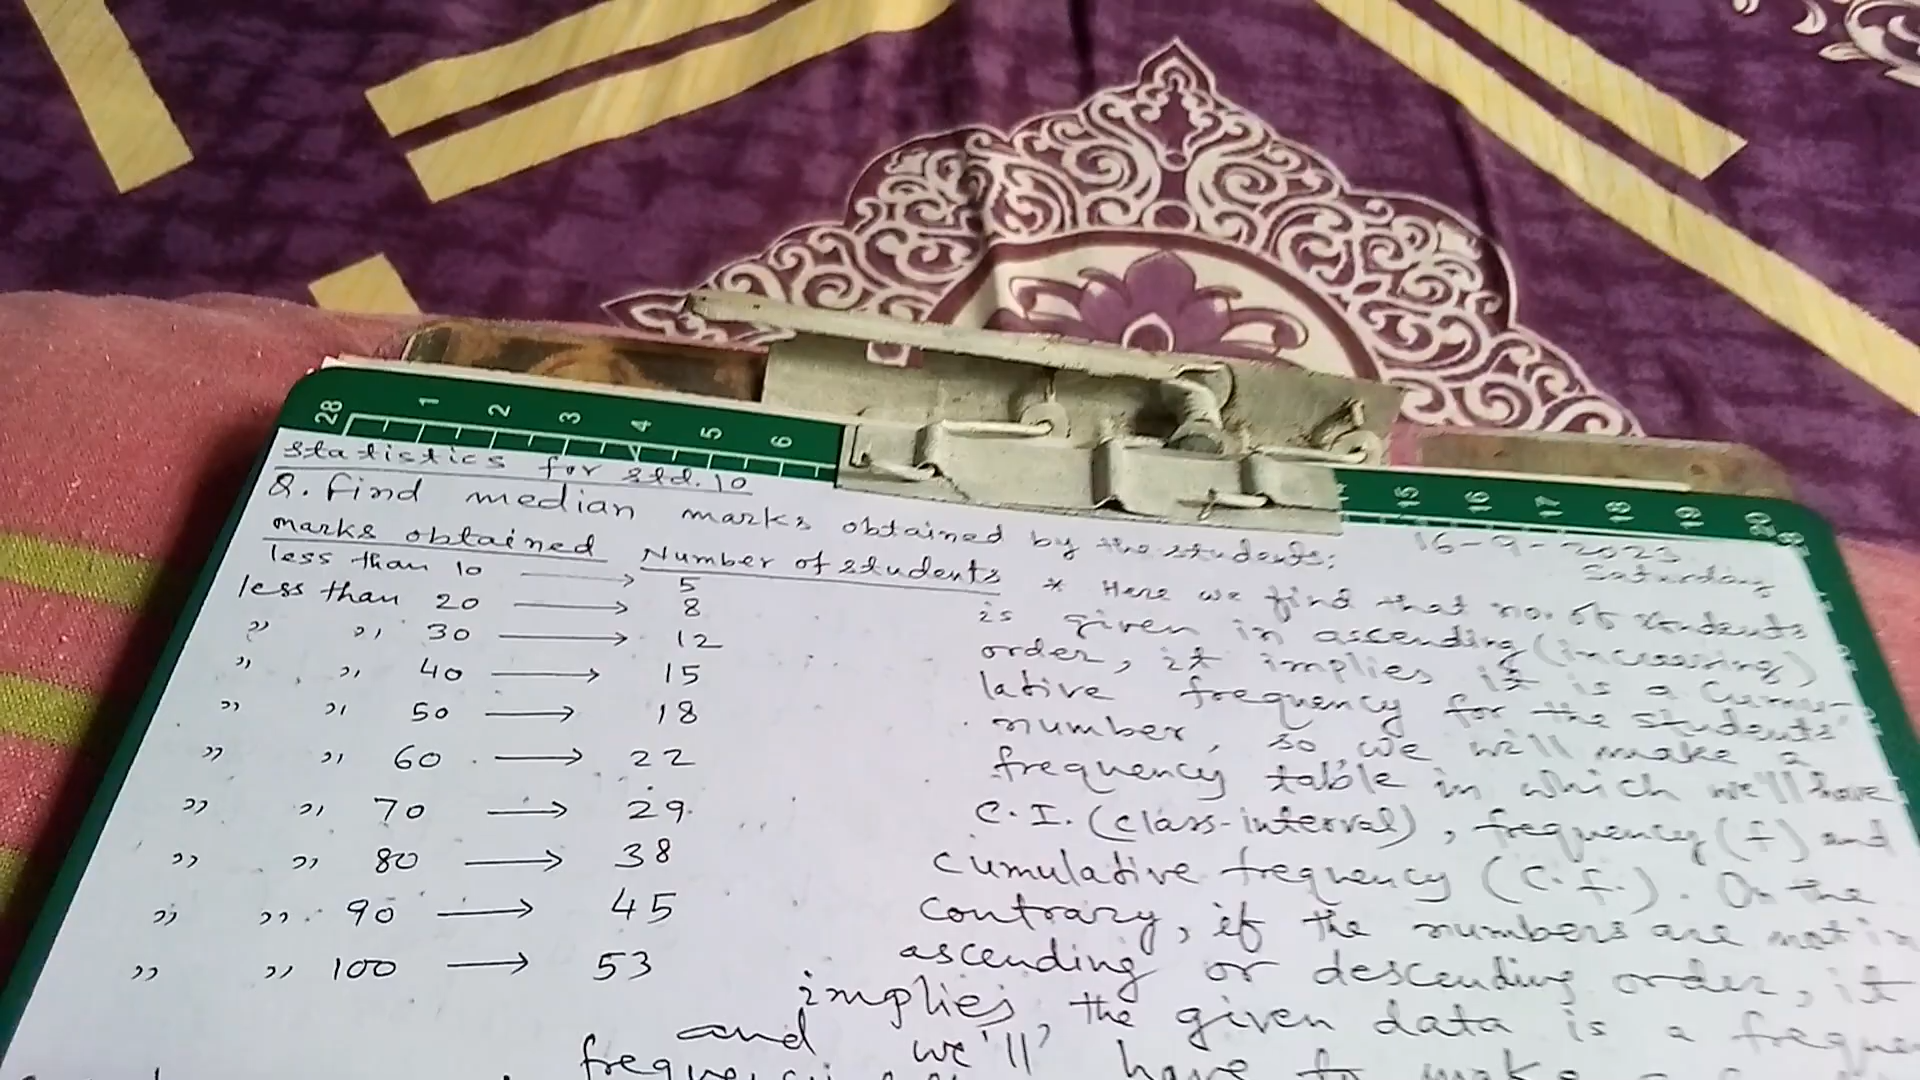 28 1 2 3 4 5 6 15 16 17 18 19 20
statistics for std. 10
Q. Find median marks obtained by the students:
16-9-2023
Saturday
marks obtained Number of students
less than 10 → 5
less than 20 → 8
” ” 30 → 12
” ” 40 → 15
” ” 50 → 18
” ” 60 → 22
” ” 70 → 29
” ” 80 → 38
” ” 90 → 45
” ” 100 → 53
* Here we find that no. of students
is given in ascending (increasing)
order, it implies it is a cumu-
lative frequency for the students'
number, so we we'll make a
frequency table in which we'll have
C.I. (class-interval), frequency (f) and
cumulative frequency (c.f.). On the
contrary, if the numbers are not in
ascending or descending order, it
implies the given data is a freque
and we'll have to make